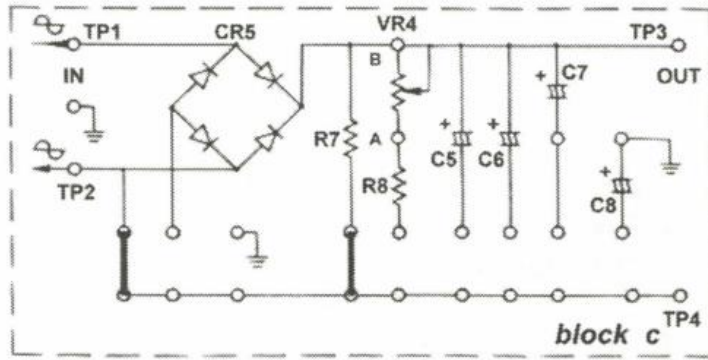 TP1 CR5 VR4 TP3
B C7
IN OUT
R7 A C5 C6
TP2 R8 C8
TP4
block c